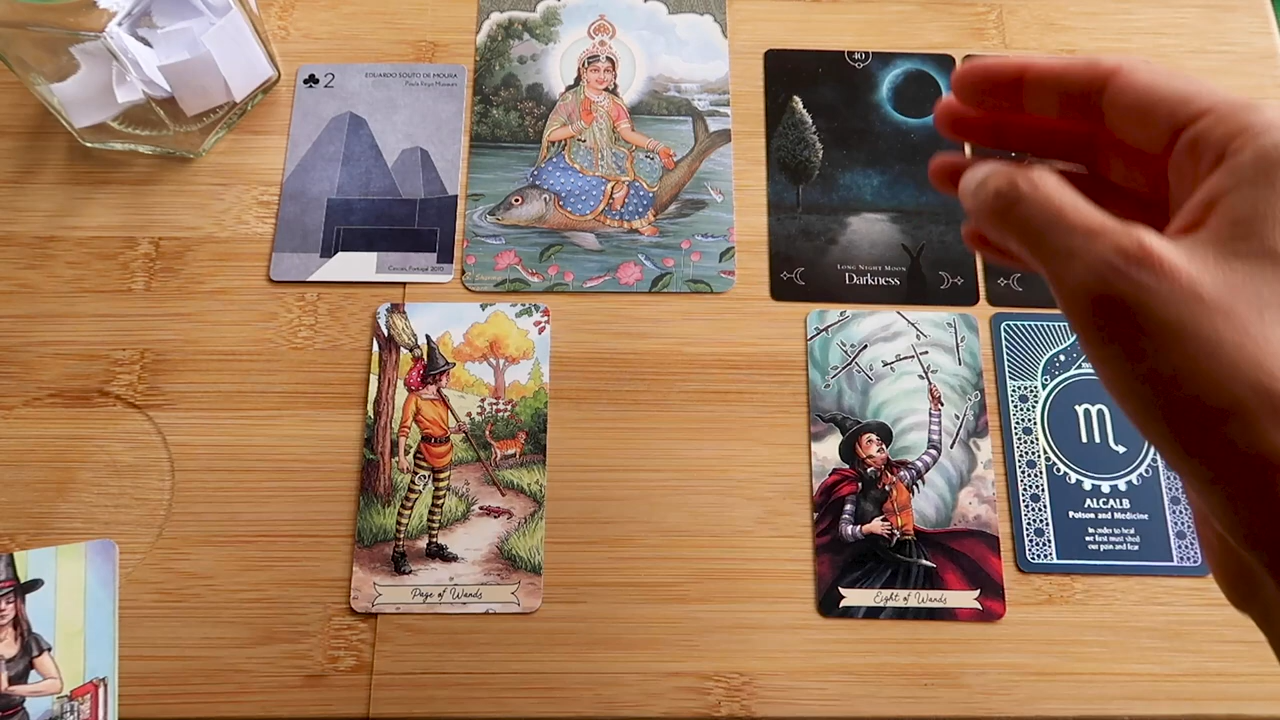 2
EDUARDO SOUTO DE MOURA
Paula Rego Museum
Cascais, Portugal 2010
40
LONG NIGHT MOON
Darkness
Page of Wands
Eight of Wands
ALCALB
Poison and Medicine
In order to heal
we first must shed
our pain and fear